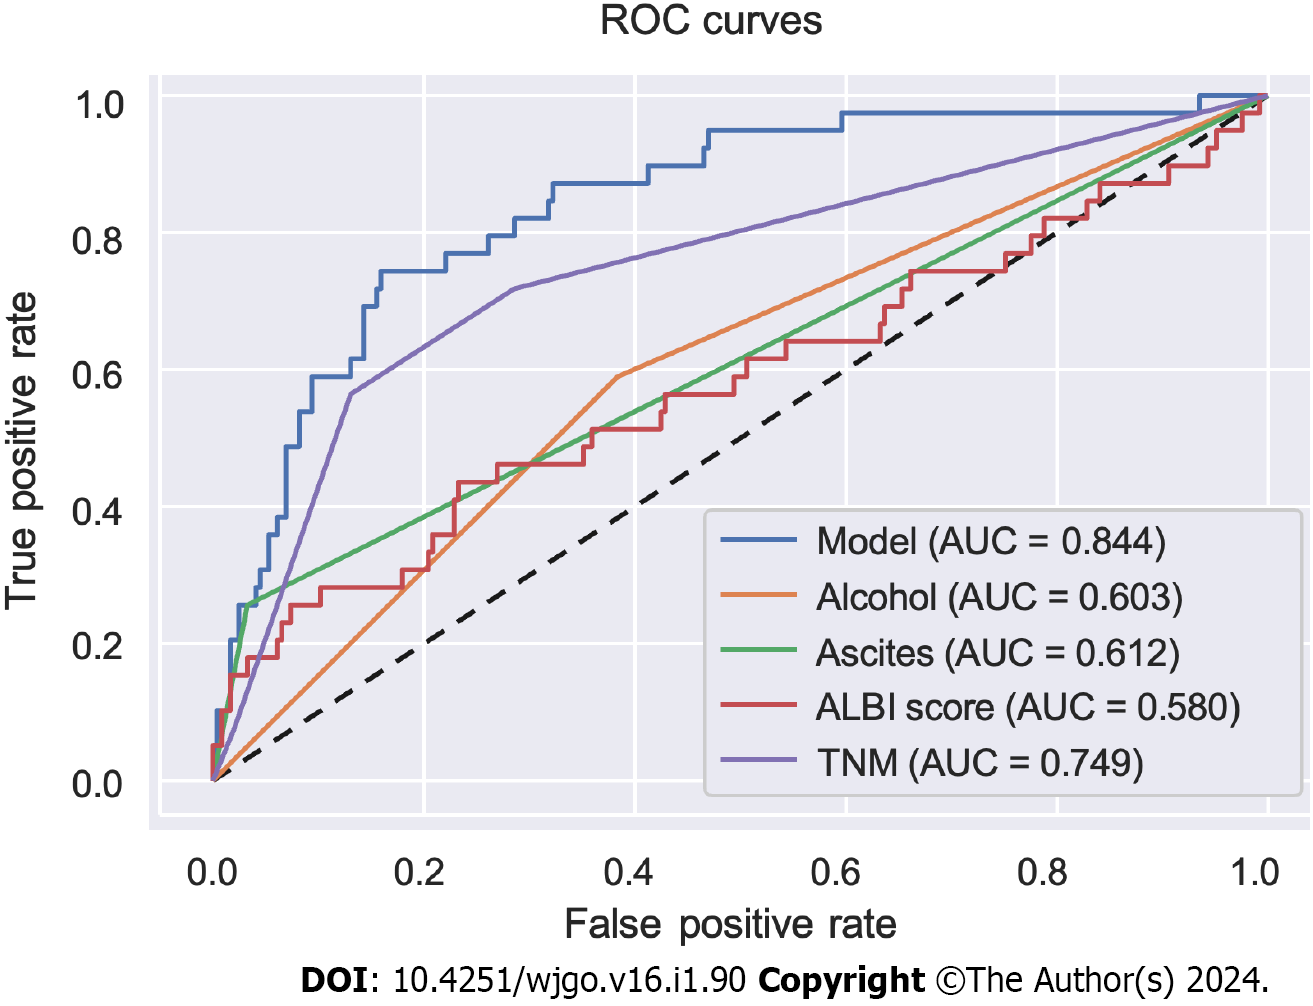 ROC curves
1.0
0.8
0.6
0.4
0.2
0.0
True positive rate
Model (AUC = 0.844)
Alcohol (AUC = 0.603)
Ascites (AUC = 0.612)
ALBI score (AUC = 0.580)
TNM (AUC = 0.749)
0.0 0.2 0.4 0.6 0.8 1.0
False positive rate
DOI: 10.4251/wjgo.v16.i1.90 Copyright ©The Author(s) 2024.